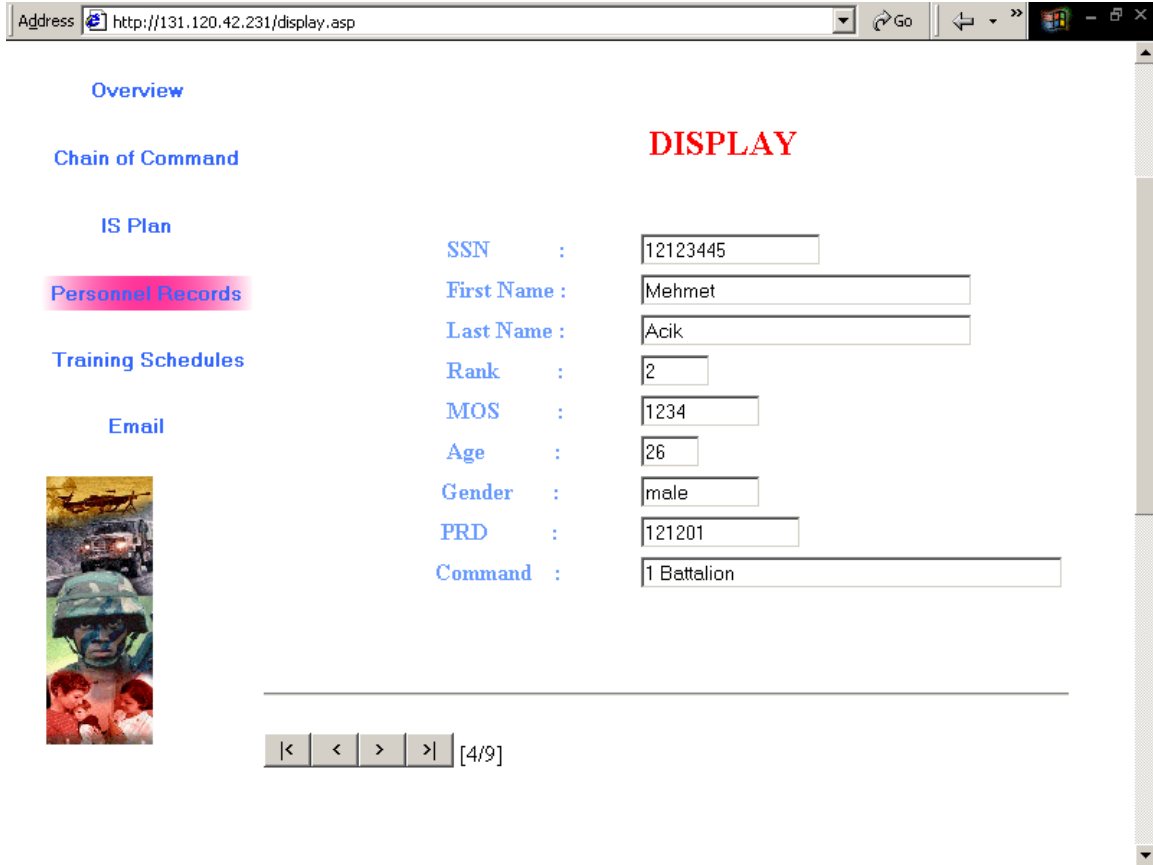 Address http://131.120.42.231/display.asp Go »
Overview
Chain of Command
IS Plan
Personnel Records
Training Schedules
Email
DISPLAY
SSN : 12123445
First Name : Mehmet
Last Name : Acik
Rank : 2
MOS : 1234
Age : 26
Gender : male
PRD : 121201
Command : 1 Battalion
|< < > >| [4/9]